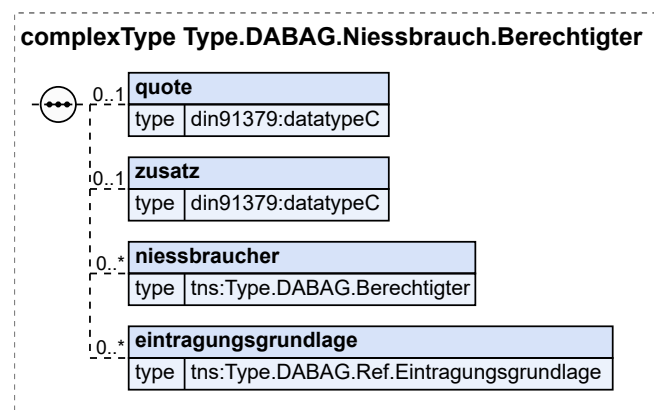 complexType Type.DABAG.Niessbrauch.Berechtigter
0..1 quote
type din91379:datatypeC
0..1 zusatz
type din91379:datatypeC
0..* niessbraucher
type tns:Type.DABAG.Berechtigter
0..* eintragungsgrundlage
type tns:Type.DABAG.Ref.Eintragungsgrundlage